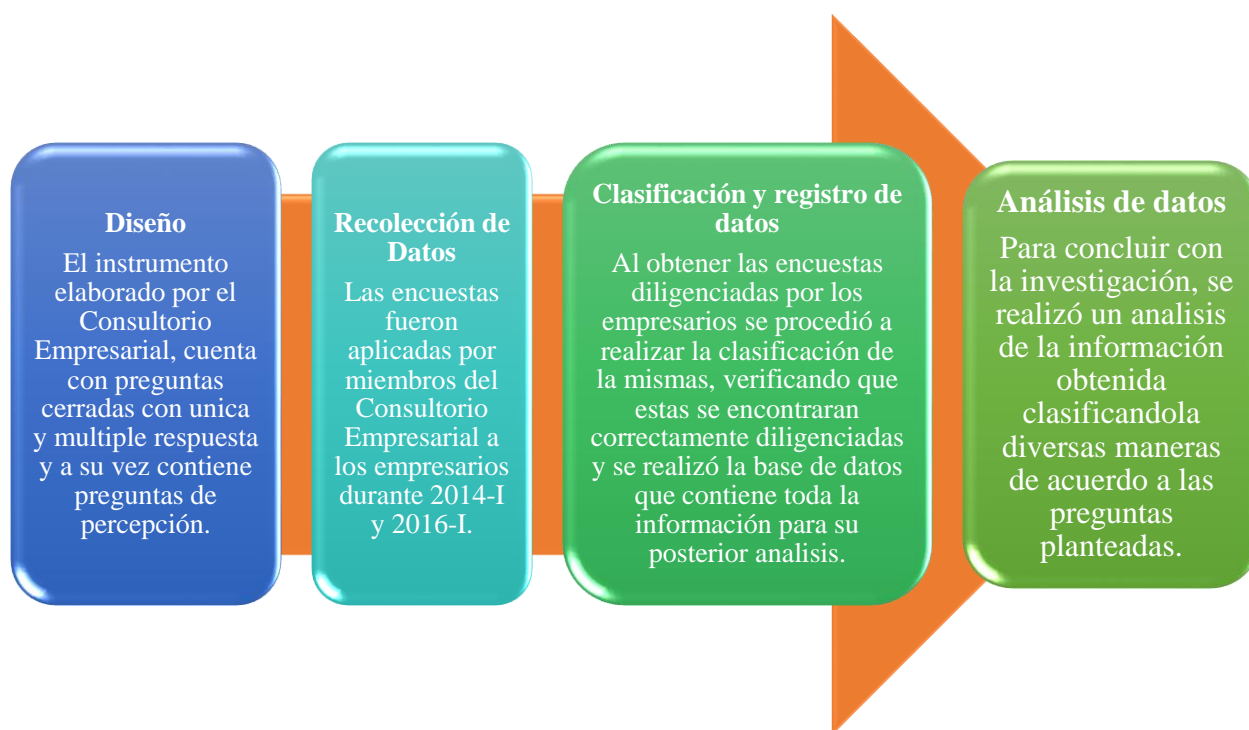 Diseño
El instrumento
elaborado por el
Consultorio
Empresarial, cuenta
con preguntas
cerradas con unica
y multiple respuesta
y a su vez contiene
preguntas de
percepción.
Recolección de
Datos
Las encuestas
fueron
aplicadas por
miembros del
Consultorio
Empresarial a
los empresarios
durante 2014-I
y 2016-I.
Clasificación y registro de
datos
Al obtener las encuestas
diligenciadas por los
empresarios se procedió a
realizar la clasificación de
la mismas, verificando que
estas se encontraran
correctamente diligenciadas
y se realizó la base de datos
que contiene toda la
información para su
posterior analisis.
Análisis de datos
Para concluir con
la investigación, se
realizó un analisis
de la información
obtenida
clasificandola
diversas maneras
de acuerdo a las
preguntas
planteadas.